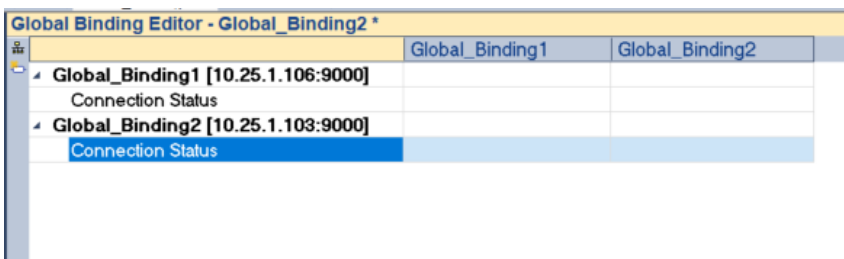 Global Binding Editor - Global_Binding2 *
Global_Binding1 Global_Binding2
Global_Binding1 [10.25.1.106:9000]
Connection Status
Global_Binding2 [10.25.1.103:9000]
Connection Status